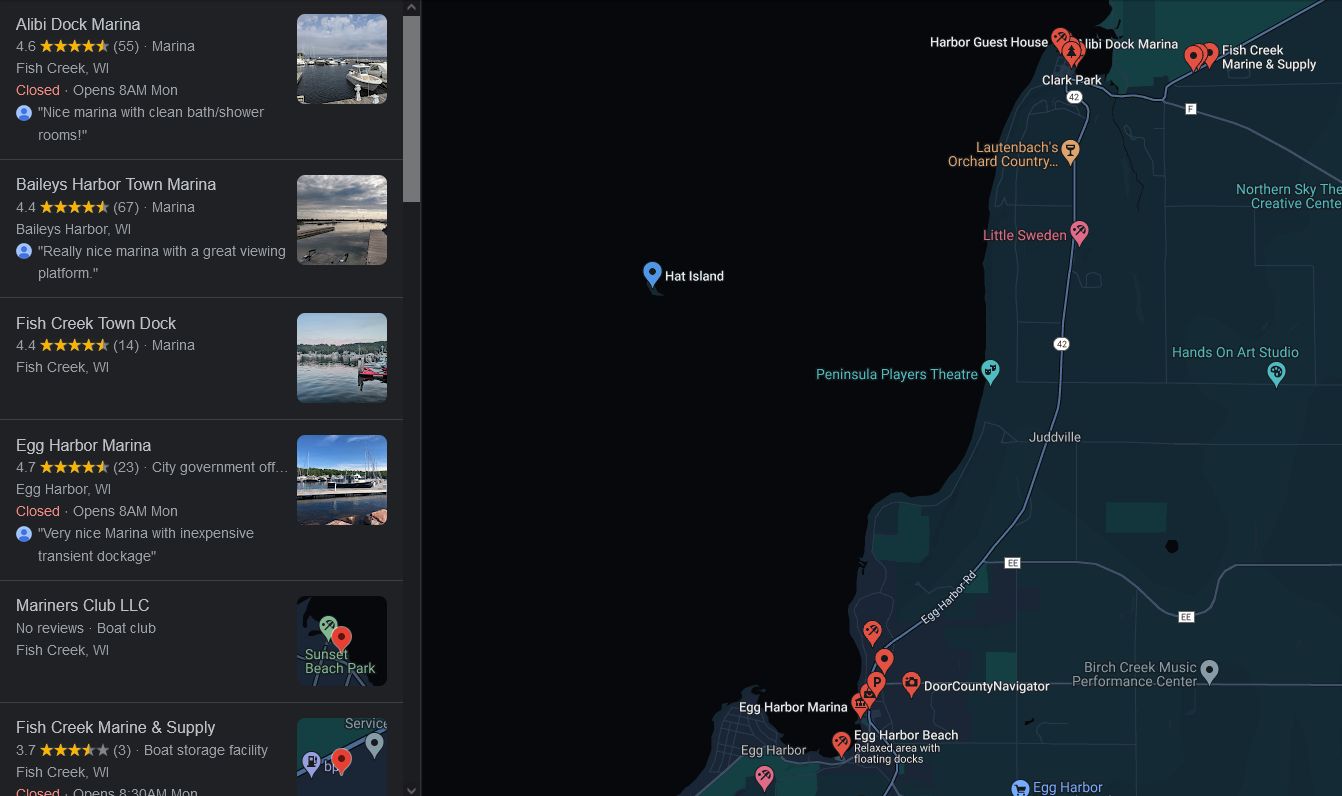 Alibi Dock Marina
4.6 (55) · Marina
Fish Creek, WI
Closed · Opens 8AM Mon
"Nice marina with clean bath/shower
rooms!"
Baileys Harbor Town Marina
4.4 (67) · Marina
Baileys Harbor, WI
"Really nice marina with a great viewing
platform."
Fish Creek Town Dock
4.4 (14) · Marina
Fish Creek, WI
Egg Harbor Marina
4.7 (23) · City government off...
Egg Harbor, WI
Closed · Opens 8AM Mon
"Very nice Marina with inexpensive
transient dockage"
Mariners Club LLC
No reviews · Boat club
Fish Creek, WI
Sunset
Beach Park
Fish Creek Marine & Supply
3.7 (3) · Boat storage facility
Fish Creek, WI
Closed · Opens 8:30AM Mon
Service
bp
Harbor Guest House
Alibi Dock Marina
Fish Creek
Marine & Supply
Clark Park
42
F
Lautenbach's
Orchard Country...
Northern Sky The
Creative Cente
Little Sweden
Hat Island
42
Hands On Art Studio
Peninsula Players Theatre
Juddville
EE
Egg Harbor Rd
EE
Birch Creek Music
Performance Center
P
DoorCountyNavigator
Egg Harbor Marina
Egg Harbor Beach
Relaxed area with
floating docks
Egg Harbor
Egg Harbor